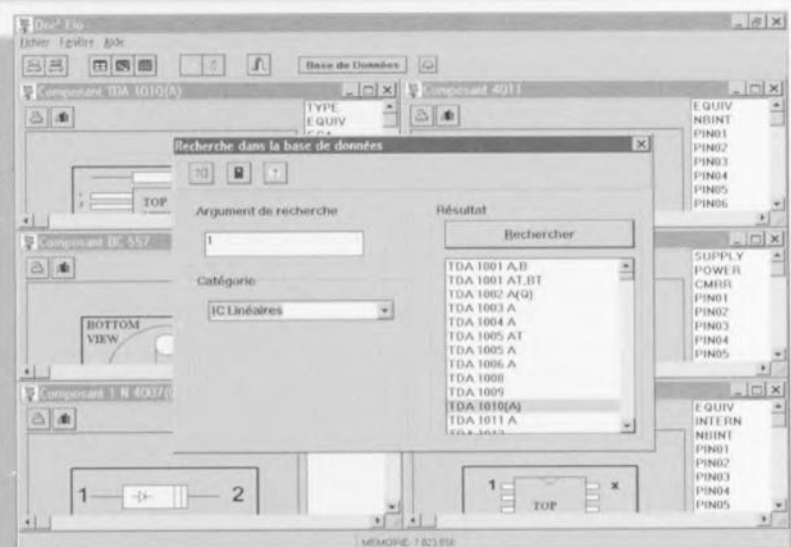 Fichier Fenêtre Aide
Base de Données
Composant TDA 1010(A)
TYPE
EQUIV
TOP
Composant 4011
EQUIV
NBINT
PIN01
PIN02
PIN03
PIN04
PIN05
PIN06
Recherche dans la base de données
?
Argument de recherche
1
Catégorie
IC Linéaires
Résultat
Rechercher
TDA 1001 A,B
TDA 1001 AT,BT
TDA 1002 A(Q)
TDA 1003 A
TDA 1004 A
TDA 1005 AT
TDA 1005 A
TDA 1006 A
TDA 1008
TDA 1009
TDA 1010(A)
TDA 1011 A
TDA 1012
Composant BC 557
BOTTOM
VIEW
SUPPLY
POWER
CMRR
PIN01
PIN02
PIN03
PIN04
PIN05
Composant 1 N 4007
1
2
EQUIV
INTERN
NBINT
PIN01
PIN02
PIN03
PIN04
PIN05
1
x
TOP